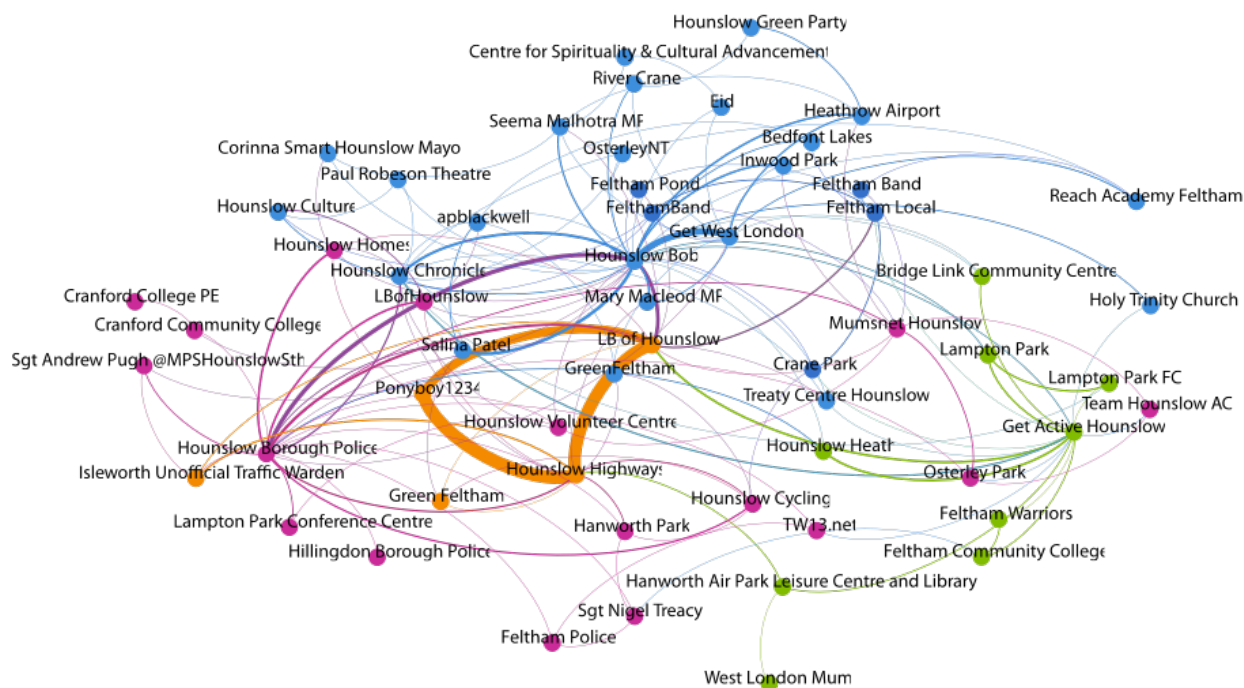 Hounslow Green Party
Centre for Spirituality & Cultural Advancement
River Crane
Eid
Heathrow Airport
Seema Malhotra MP
Bedfont Lakes
Corinna Smart Hounslow Mayo
OsterleyNT
Inwood Park
Paul Robeson Theatre
Feltham Pond
Feltham Band
Reach Academy Feltham
Hounslow Culture
apblackwell
FelthamBand
Feltham Local
Get West London
Hounslow Homes
Hounslow Bob
Hounslow Chronicle
Bridge Link Community Centre
Cranford College PE
LBofHounslow
Mary Macleod MP
Holy Trinity Church
Cranford Community College
Mumsnet Hounslow
Sgt Andrew Pugh @MPSHounslowSth
Salina Patel
LB of Hounslow
Lampton Park
GreenFeltham
Crane Park
Lampton Park FC
Ponyboy1234
Treaty Centre Hounslow
Team Hounslow AC
Hounslow Volunteer Centre
Get Active Hounslow
Hounslow Borough Police
Hounslow Heath
Isleworth Unofficial Traffic Warden
Hounslow Highways
Osterley Park
Green Feltham
Hounslow Cycling
Lampton Park Conference Centre
Hanworth Park
TW13.net
Feltham Warriors
Hillingdon Borough Police
Feltham Community College
Hanworth Air Park Leisure Centre and Library
Sgt Nigel Treacy
Feltham Police
West London Mum